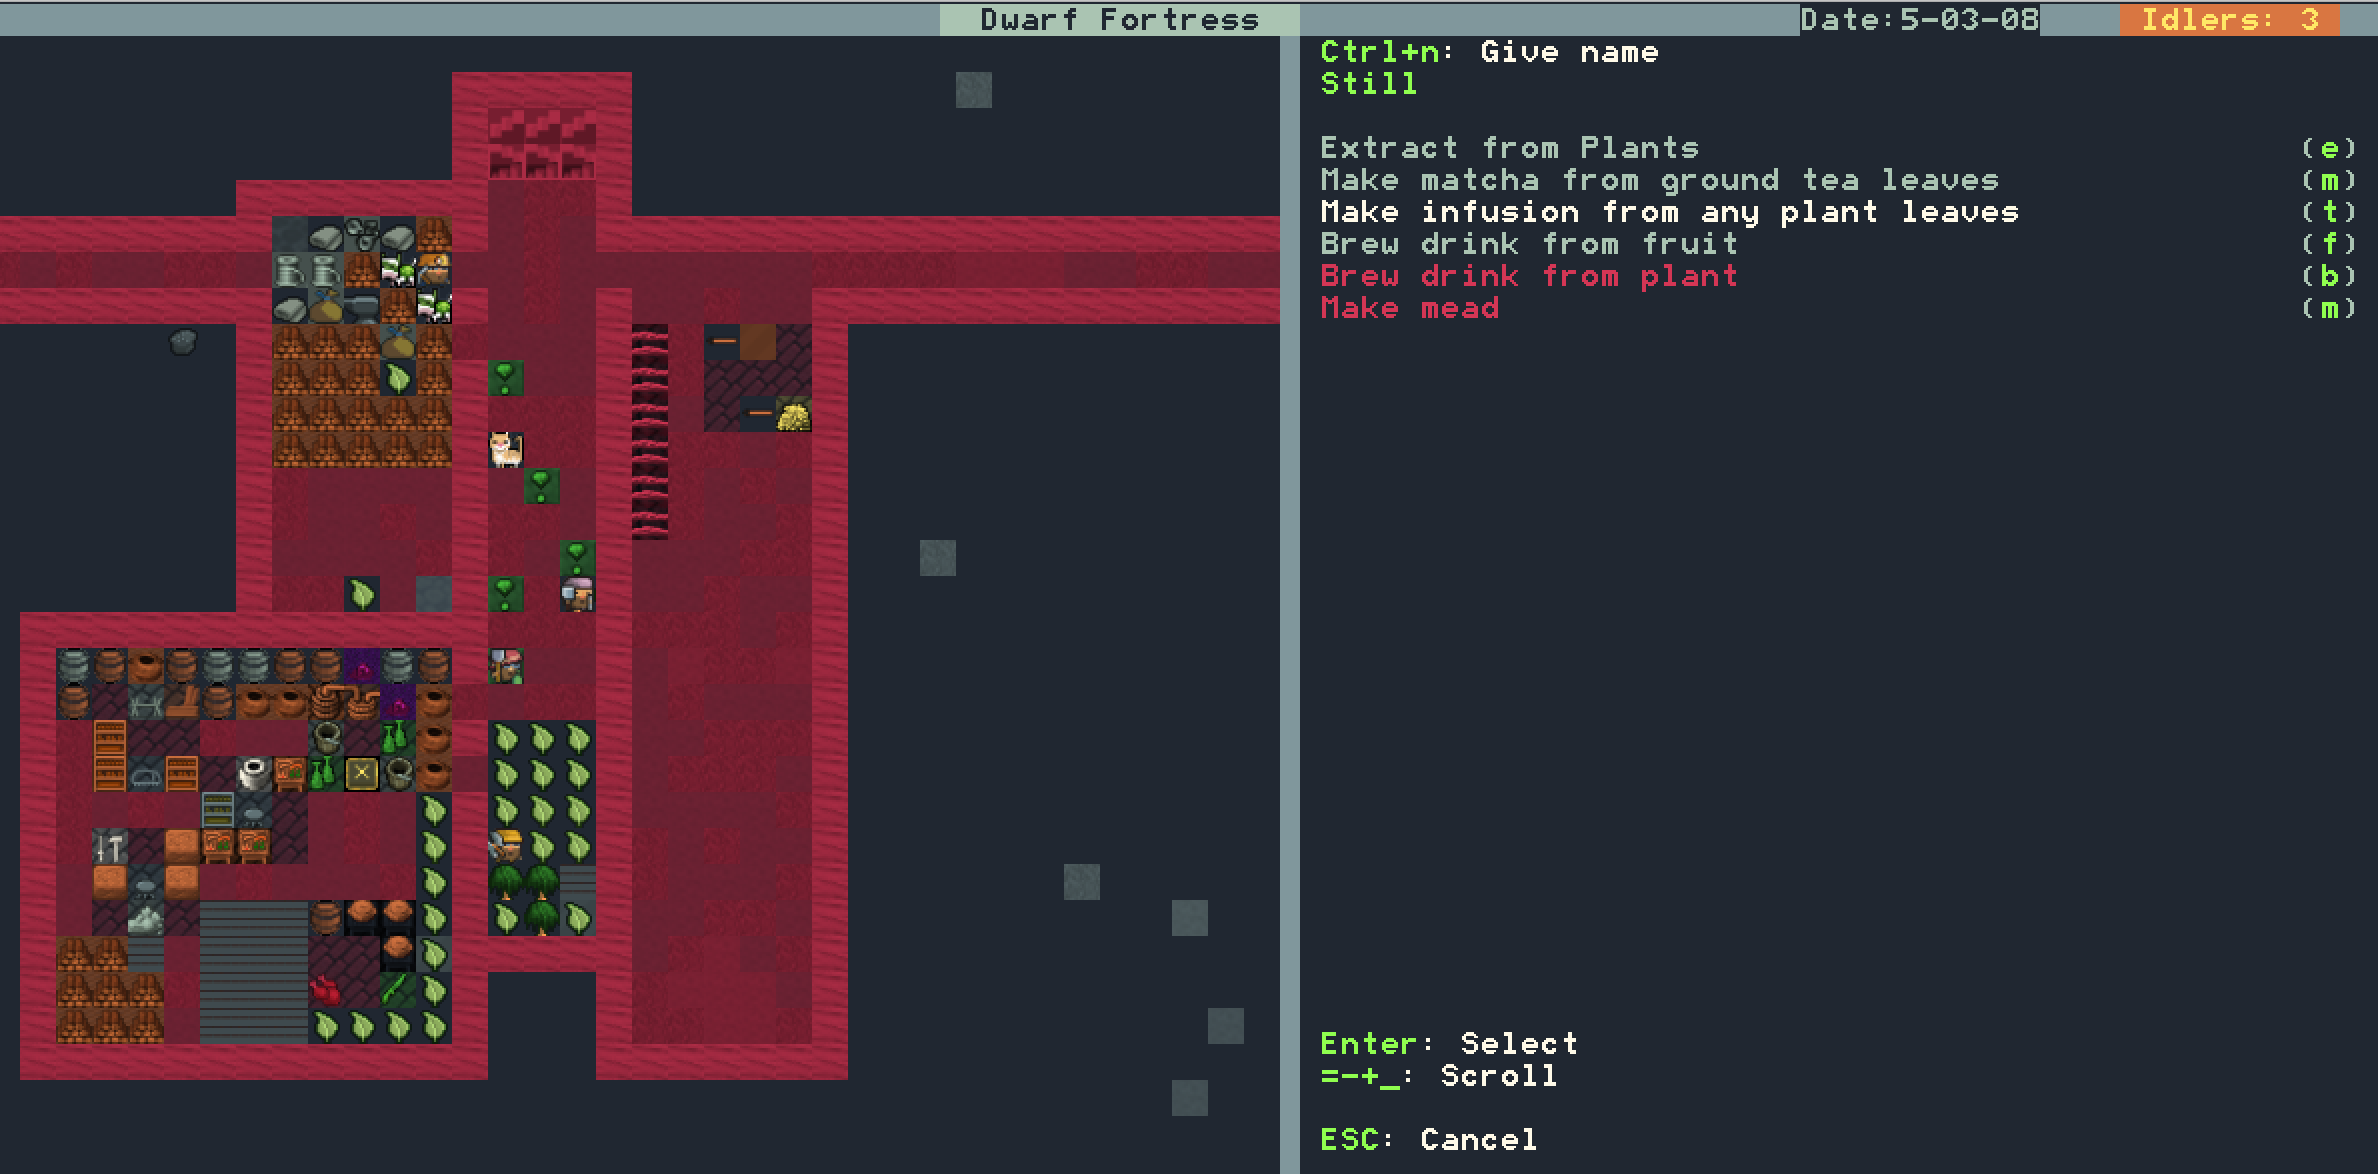 Dwarf Fortress Date:5-03-08 Idlers: 3
Ctrl+n: Give name
Still
Extract from Plants (e)
Make matcha from ground tea leaves (m)
Make infusion from any plant leaves (t)
Brew drink from fruit (f)
Brew drink from plant (b)
Make mead (m)
Enter: Select
=-+_: Scroll
ESC: Cancel